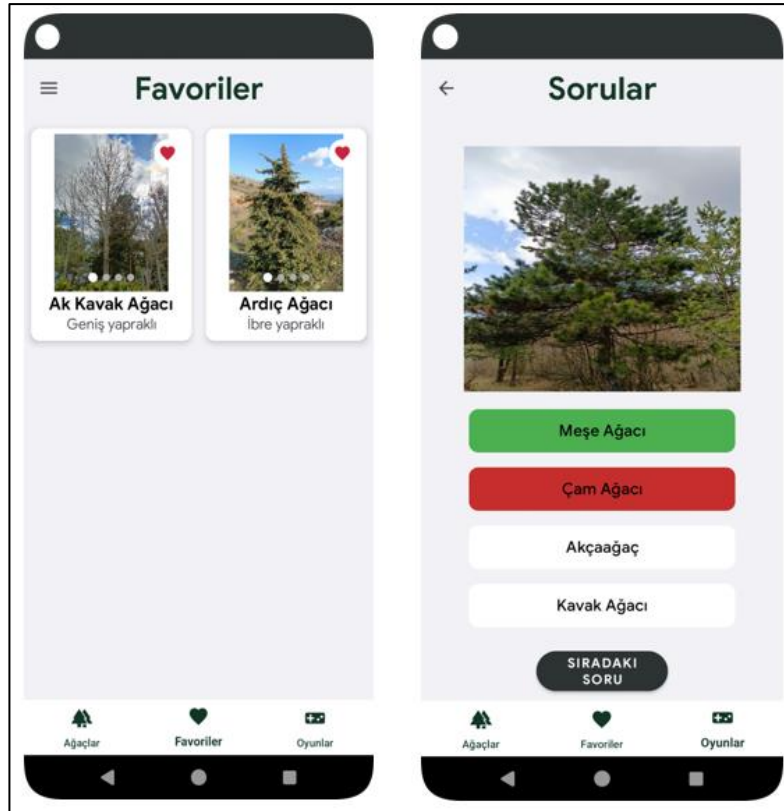 Favoriler
Ak Kavak Ağacı
Geniş yapraklı
Ardıç Ağacı
İbre yapraklı
Ağaçlar
Favoriler
Oyunlar
Sorular
Meşe Ağacı
Çam Ağacı
Akçaağaç
Kavak Ağacı
SIRADAKI
SORU
Ağaçlar
Favoriler
Oyunlar